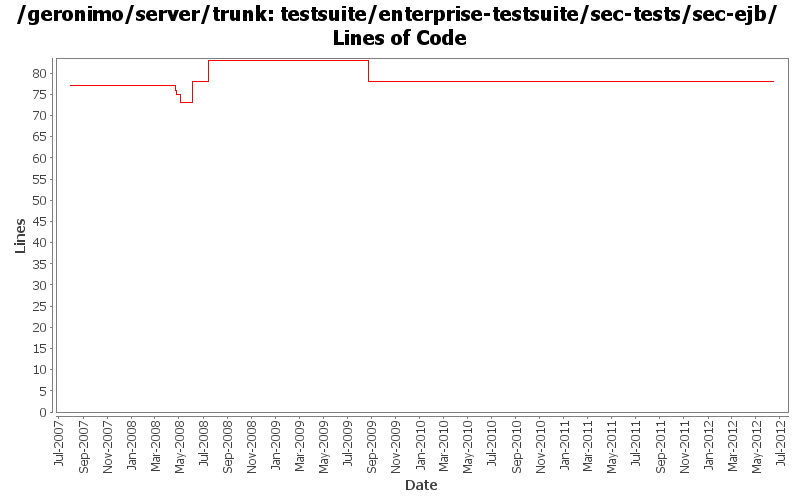 /geronimo/server/trunk: testsuite/enterprise-testsuite/sec-tests/sec-ejb/
Lines of Code
80
75
70
65
60
55
50
45
40
35
30
25
20
15
10
5
0
Lines
Jul-2007
Sep-2007
Nov-2007
Jan-2008
Mar-2008
May-2008
Jul-2008
Sep-2008
Nov-2008
Jan-2009
Mar-2009
May-2009
Jul-2009
Sep-2009
Nov-2009
Jan-2010
Mar-2010
May-2010
Jul-2010
Sep-2010
Nov-2010
Jan-2011
Mar-2011
May-2011
Jul-2011
Sep-2011
Nov-2011
Jan-2012
Mar-2012
May-2012
Jul-2012
Date